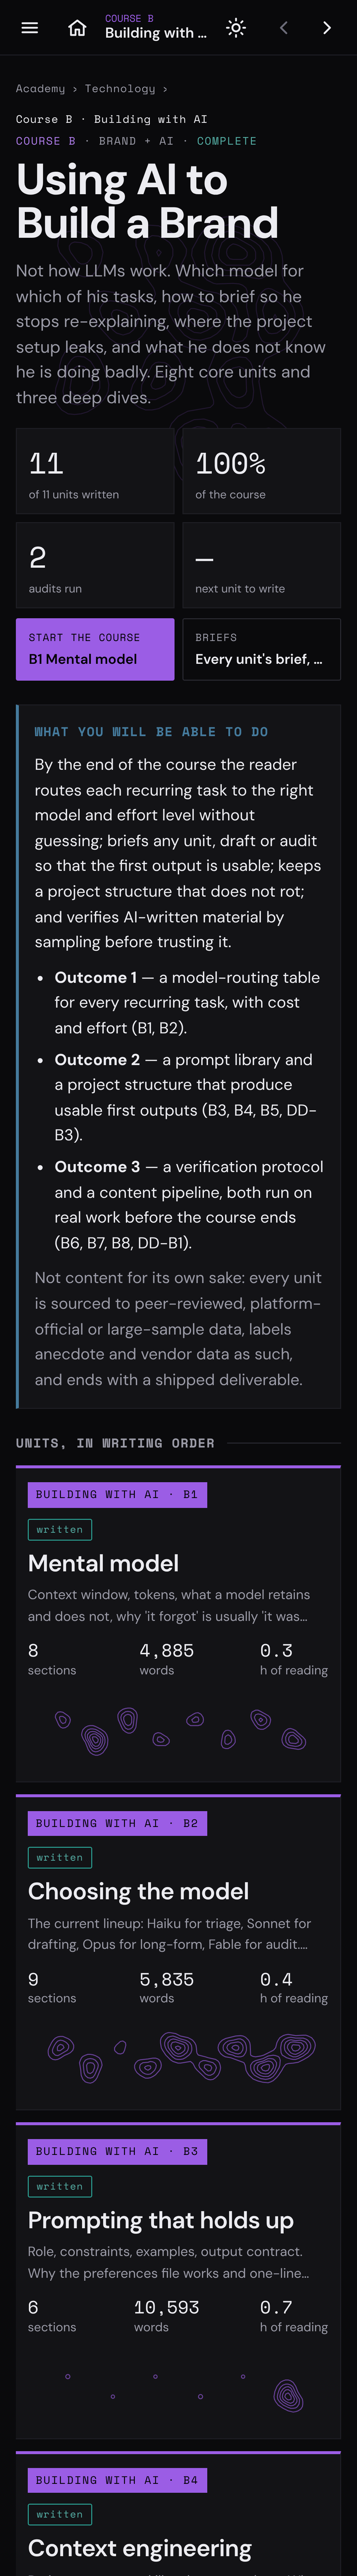 COURSE B
Building with …
Academy › Technology ›
Course B · Building with AI
COURSE B · BRAND + AI · COMPLETE
Using AI to
Build a Brand
Not how LLMs work. Which model for
which of his tasks, how to brief so he
stops re-explaining, where the project
setup leaks, and what he does not know
he is doing badly. Eight core units and
three deep dives.
11
of 11 units written
100%
of the course
2
audits run
—
next unit to write
START THE COURSE
B1 Mental model
BRIEFS
Every unit's brief, …
WHAT YOU WILL BE ABLE TO DO
By the end of the course the reader
routes each recurring task to the right
model and effort level without
guessing; briefs any unit, draft or audit
so that the first output is usable; keeps
a project structure that does not rot;
and verifies AI-written material by
sampling before trusting it.
• Outcome 1 — a model-routing table
for every recurring task, with cost
and effort (B1, B2).
• Outcome 2 — a prompt library and
a project structure that produce
usable first outputs (B3, B4, B5, DD-
B3).
• Outcome 3 — a verification protocol
and a content pipeline, both run on
real work before the course ends
(B6, B7, B8, DD-B1).
Not content for its own sake: every unit
is sourced to peer-reviewed, platform-
official or large-sample data, labels
anecdote and vendor data as such,
and ends with a shipped deliverable.
UNITS, IN WRITING ORDER
BUILDING WITH AI · B1
written
Mental model
Context window, tokens, what a model retains
and does not, why 'it forgot' is usually 'it was…
8 4,885 0.3
sections words h of reading
BUILDING WITH AI · B2
written
Choosing the model
The current lineup: Haiku for triage, Sonnet for
drafting, Opus for long-form, Fable for audit.…
9 5,835 0.4
sections words h of reading
BUILDING WITH AI · B3
written
Prompting that holds up
Role, constraints, examples, output contract.
Why the preferences file works and one-line…
6 10,593 0.7
sections words h of reading
BUILDING WITH AI · B4
written
Context engineering